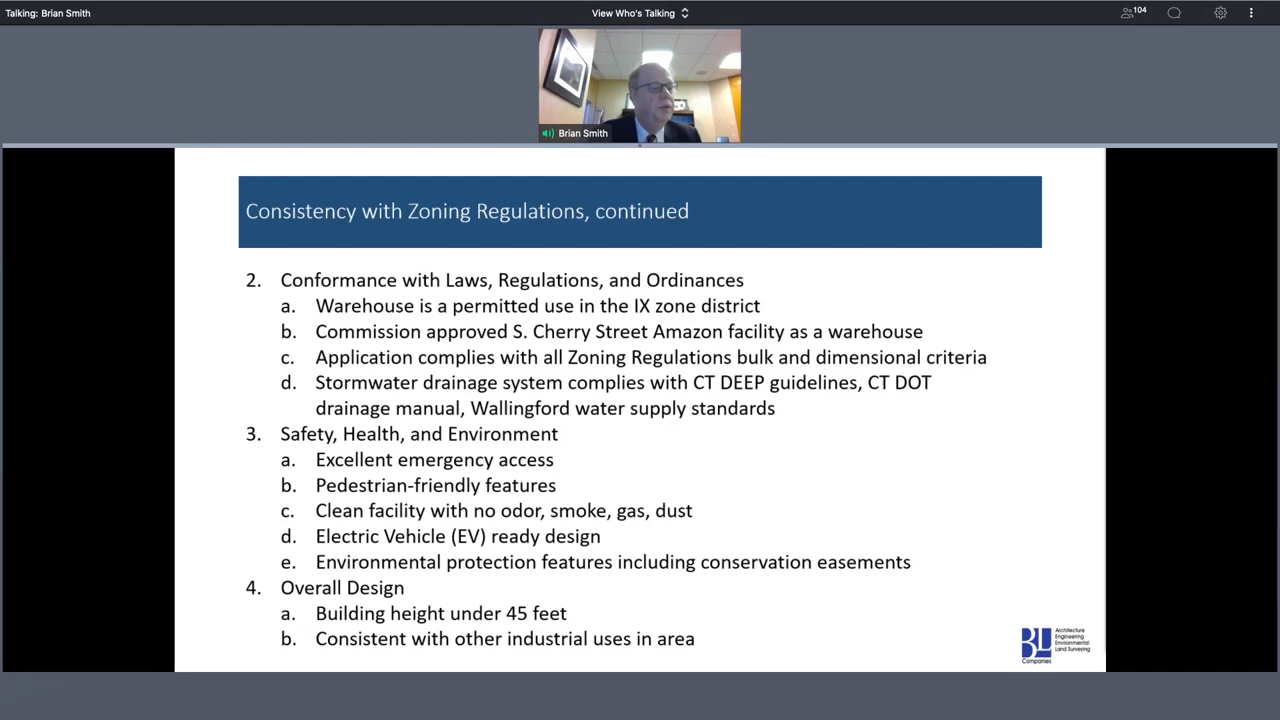 Talking: Brian Smith
View Who's Talking
104
Brian Smith
Consistency with Zoning Regulations, continued
2. Conformance with Laws, Regulations, and Ordinances
a. Warehouse is a permitted use in the IX zone district
b. Commission approved S. Cherry Street Amazon facility as a warehouse
c. Application complies with all Zoning Regulations bulk and dimensional criteria
d. Stormwater drainage system complies with CT DEEP guidelines, CT DOT
drainage manual, Wallingford water supply standards
3. Safety, Health, and Environment
a. Excellent emergency access
b. Pedestrian-friendly features
c. Clean facility with no odor, smoke, gas, dust
d. Electric Vehicle (EV) ready design
e. Environmental protection features including conservation easements
4. Overall Design
a. Building height under 45 feet
b. Consistent with other industrial uses in area
BL
Companies
Architecture
Engineering
Environmental
Land Surveying